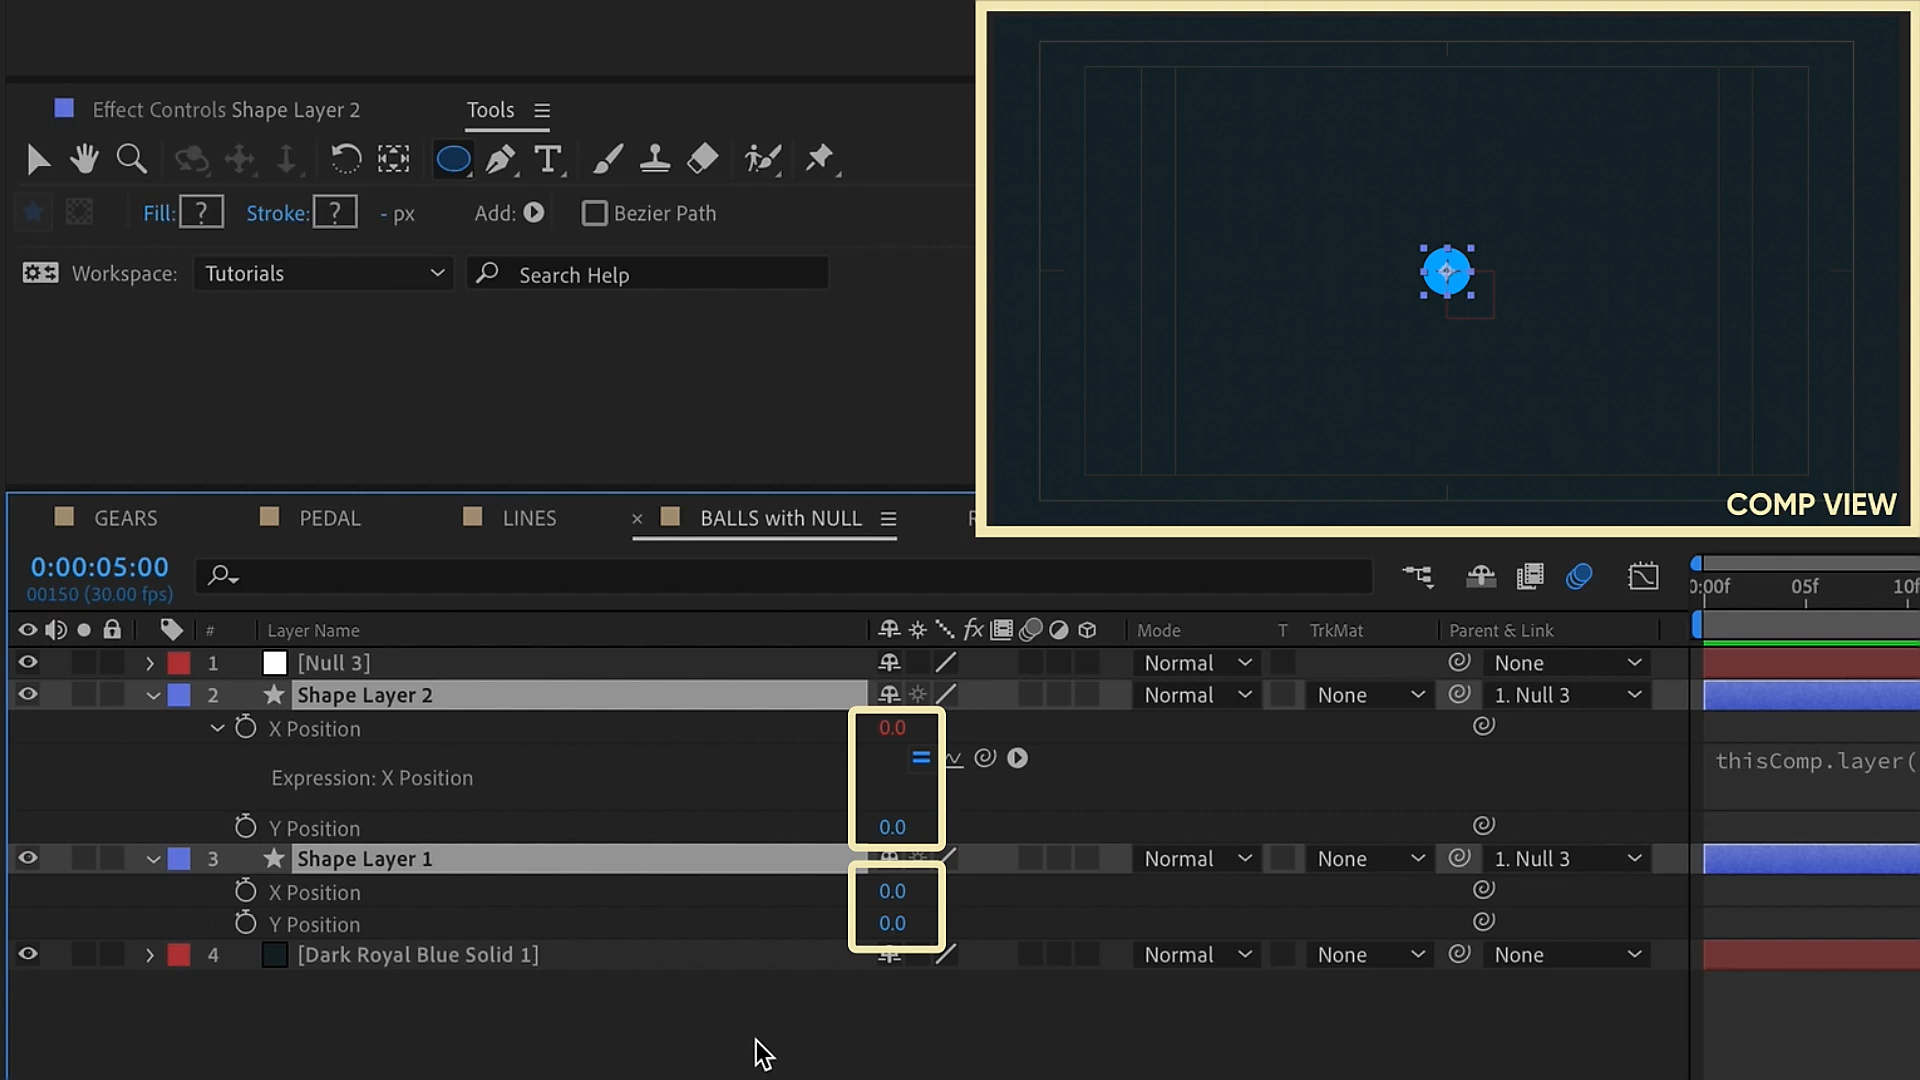 Effect Controls Shape Layer 2
Tools
Fill: ? Stroke: ? - px Add: Bezier Path
Workspace: Tutorials Search Help
COMP VIEW
GEARS PEDAL LINES × BALLS with NULL
0:00:05:00
00150 (30.00 fps)
05f
# Layer Name fx Mode T TrkMat Parent & Link
1 [Null 3] Normal None
2 Shape Layer 2 Normal None 1. Null 3
X Position 0.0
Expression: X Position thisComp.layer(
Y Position 0.0
3 Shape Layer 1 Normal None 1. Null 3
X Position 0.0
Y Position 0.0
4 [Dark Royal Blue Solid 1] Normal None None